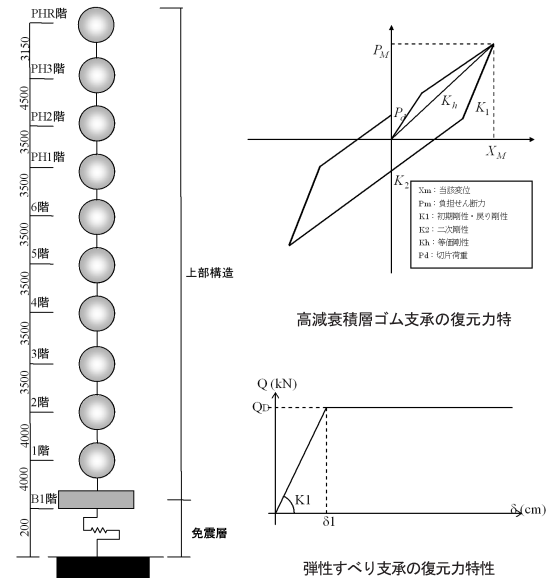 PHR階
3150
PH3階
4500
PH2階
3500
PH1階
3500
6階
3500
5階
3500
4階
3500
3階
3500
2階
4000
1階
4000
B1階
200
上部構造
免震層
PM
Pd
Kh
K1
XM
K2
Xm：当該変位
Pm：負担せん断力
K1：初期剛性・戻り剛性
K2：二次剛性
Kh：等価剛性
Pd：切片荷重
高減衰積層ゴム支承の復元力特
Q (kN)
QD
K1
δ1
δ (cm)
弾性すべり支承の復元力特性